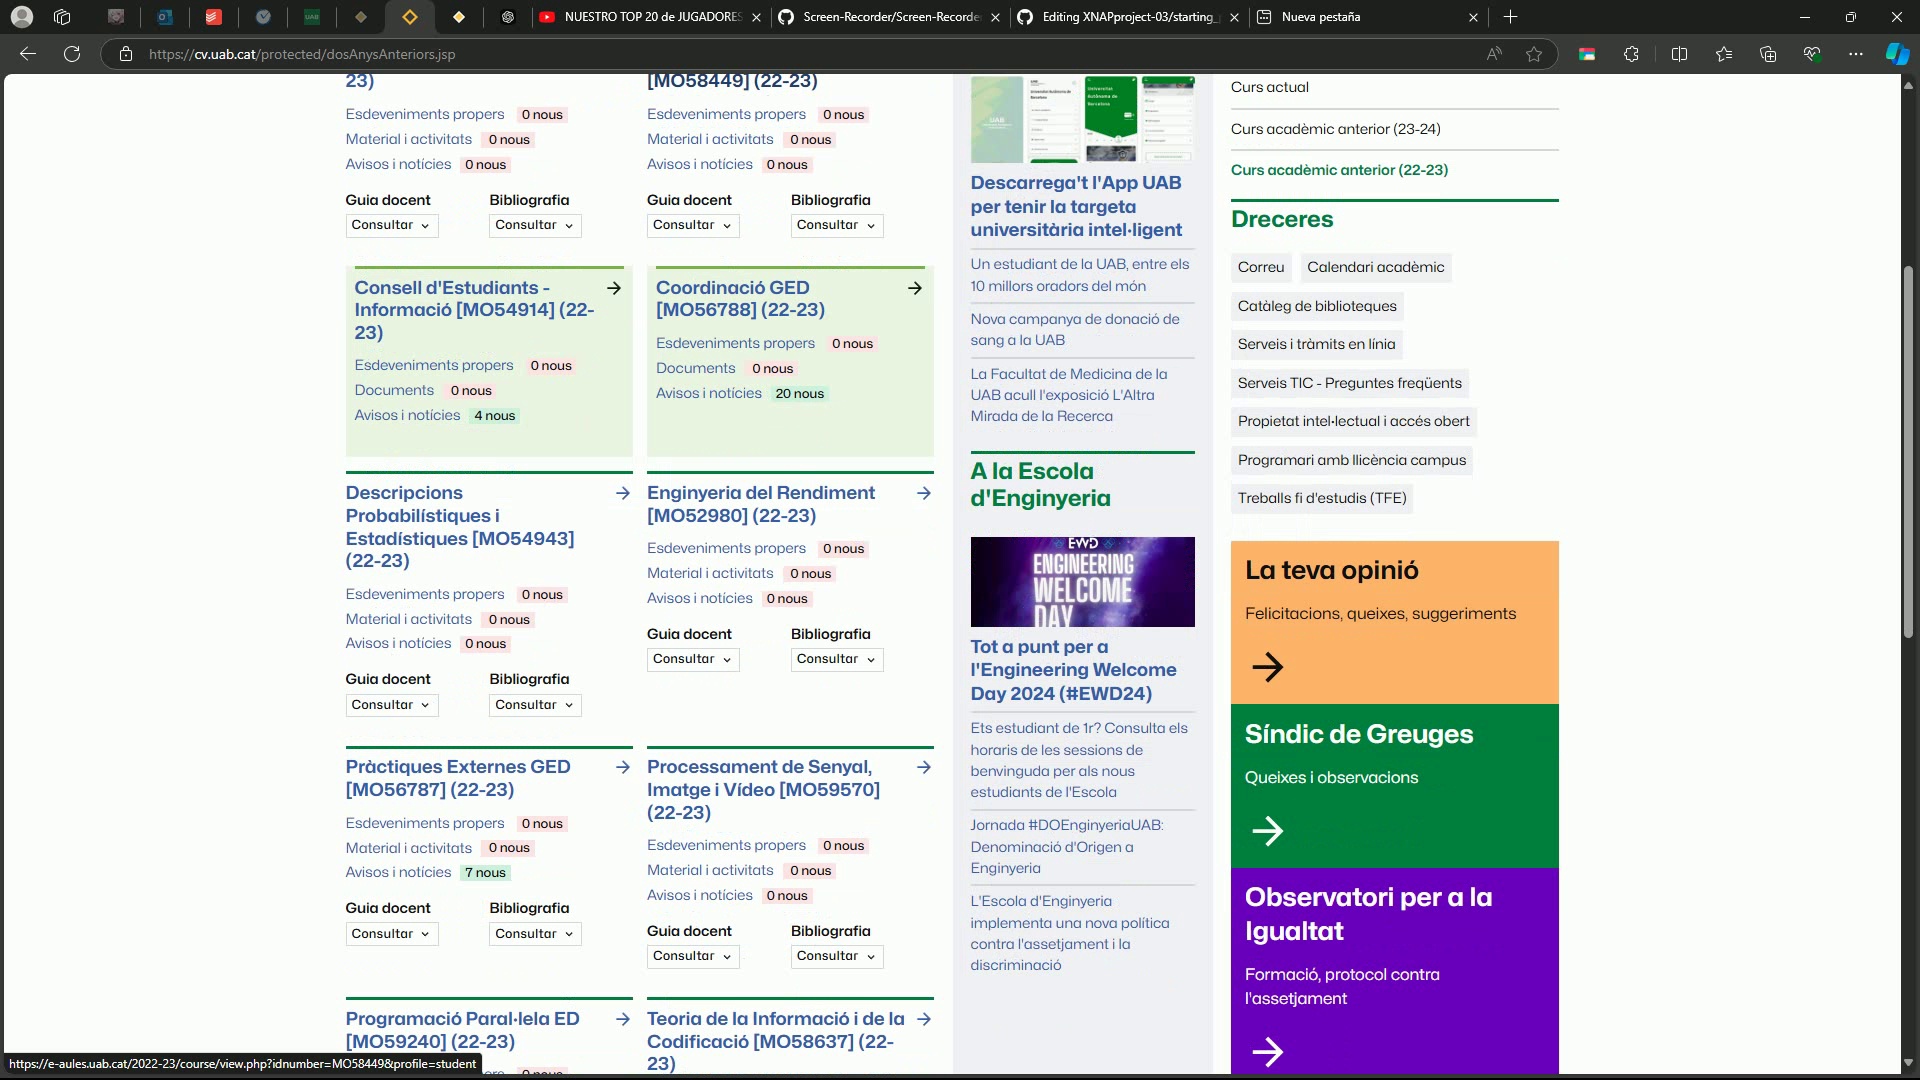 NUESTRO TOP 20 de JUGADORES
Screen-Recorder/Screen-Recorde
Editing XNAPproject-03/starting_
Nueva pestaña
https://cv.uab.cat/protected/dosAnysAnteriors.jsp
23)
Esdeveniments propers 0 nous
Material i activitats 0 nous
Avisos i notícies 0 nous
Guia docent Bibliografia
Consultar Consultar
[MO58449] (22-23)
Esdeveniments propers 0 nous
Material i activitats 0 nous
Avisos i notícies 0 nous
Guia docent Bibliografia
Consultar Consultar
Consell d'Estudiants -
Informació [MO54914] (22-
23)
Esdeveniments propers 0 nous
Documents 0 nous
Avisos i notícies 4 nous
Coordinació GED
[MO56788] (22-23)
Esdeveniments propers 0 nous
Documents 0 nous
Avisos i notícies 20 nous
Descripcions
Probabilístiques i
Estadístiques [MO54943]
(22-23)
Esdeveniments propers 0 nous
Material i activitats 0 nous
Avisos i notícies 0 nous
Guia docent Bibliografia
Consultar Consultar
Enginyeria del Rendiment
[MO52980] (22-23)
Esdeveniments propers 0 nous
Material i activitats 0 nous
Avisos i notícies 0 nous
Guia docent Bibliografia
Consultar Consultar
Pràctiques Externes GED
[MO56787] (22-23)
Esdeveniments propers 0 nous
Material i activitats 0 nous
Avisos i notícies 7 nous
Guia docent Bibliografia
Consultar Consultar
Processament de Senyal,
Imatge i Vídeo [MO59570]
(22-23)
Esdeveniments propers 0 nous
Material i activitats 0 nous
Avisos i notícies 0 nous
Guia docent Bibliografia
Consultar Consultar
Programació Paral·lela ED
[MO59240] (22-23)
Teoria de la Informació i de la
Codificació [MO58637] (22-
23)
https://e-aules.uab.cat/2022-23/course/view.php?idnumber=MO58449&profile=student
Descarrega't l'App UAB
per tenir la targeta
universitària intel·ligent
Un estudiant de la UAB, entre els
10 millors oradors del món
Nova campanya de donació de
sang a la UAB
La Facultat de Medicina de la
UAB acull l'exposició L'Altra
Mirada de la Recerca
A la Escola
d'Enginyeria
EWD
ENGINEERING
WELCOME
DAY
Tot a punt per a
l'Engineering Welcome
Day 2024 (#EWD24)
Ets estudiant de 1r? Consulta els
horaris de les sessions de
benvinguda per als nous
estudiants de l'Escola
Jornada #DOEnginyeriaUAB:
Denominació d'Origen a
Enginyeria
L'Escola d'Enginyeria
implementa una nova política
contra l'assetjament i la
discriminació
Curs actual
Curs acadèmic anterior (23-24)
Curs acadèmic anterior (22-23)
Dreceres
Correu Calendari acadèmic
Catàleg de biblioteques
Serveis i tràmits en línia
Serveis TIC - Preguntes freqüents
Propietat intel·lectual i accés obert
Programari amb llicència campus
Treballs fi d'estudis (TFE)
La teva opinió
Felicitacions, queixes, suggeriments
Síndic de Greuges
Queixes i observacions
Observatori per a la
Igualtat
Formació, protocol contra
l'assetjament